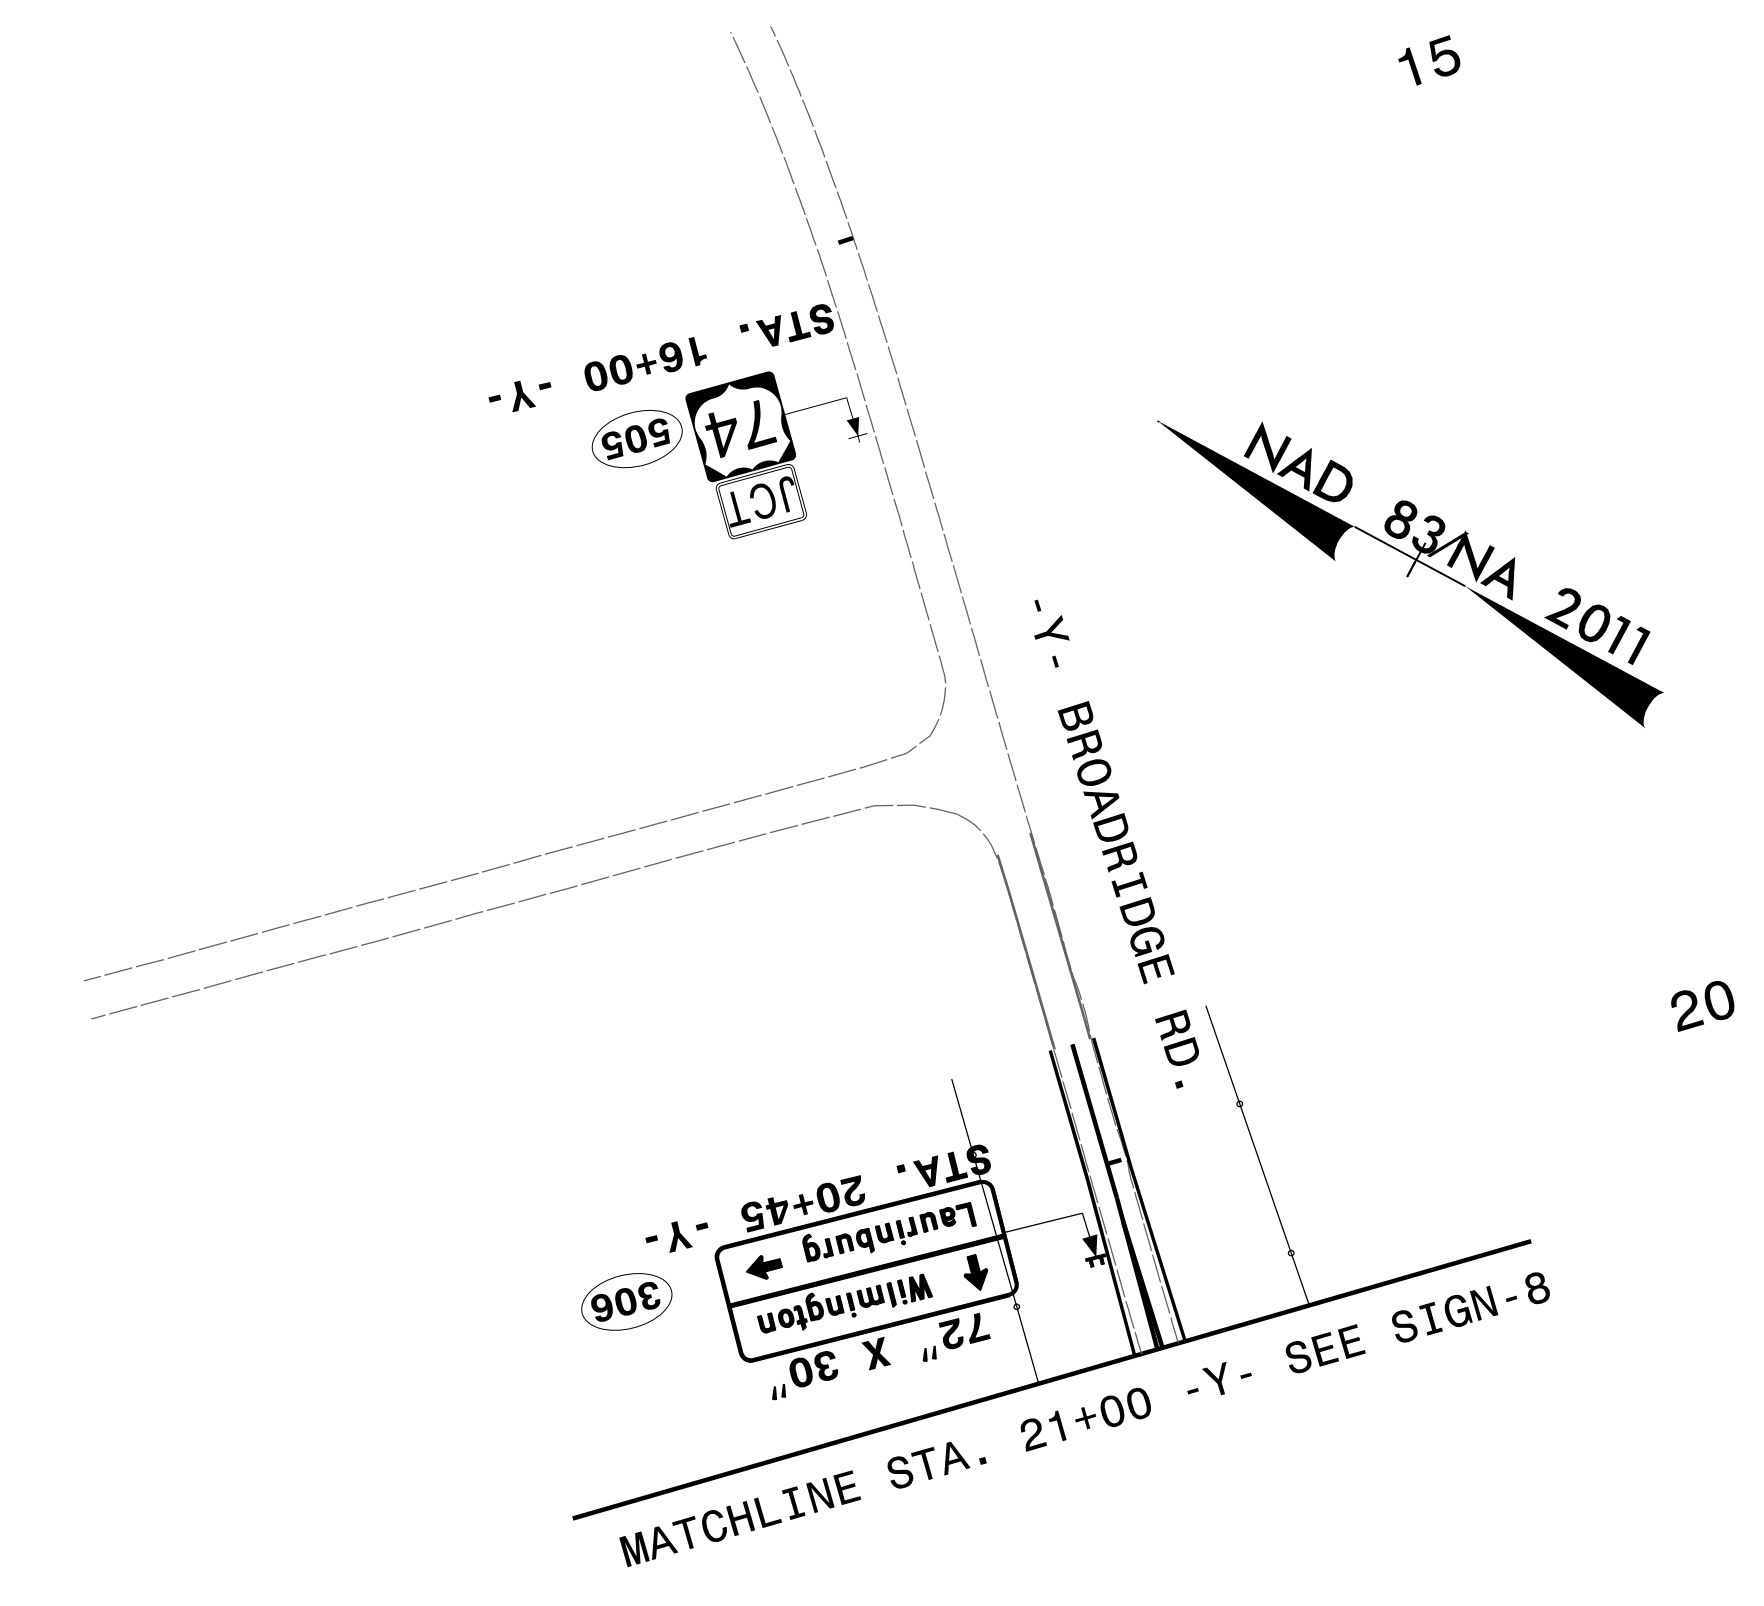 15
STA. 16+00 -Y-
505
74
JCT
NAD 83/NA 2011
-Y- BROADRIDGE RD.
20
STA. 20+45 -Y-
306
Laurinburg
Wilmington
72" X 30"
MATCHLINE STA. 21+00 -Y- SEE SIGN-8